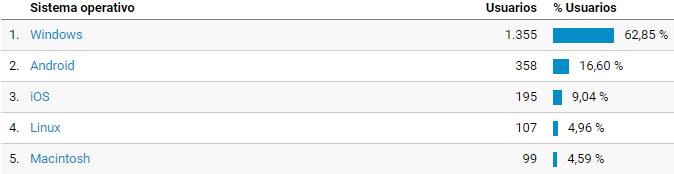 Sistema operativo Usuarios % Usuarios
1. Windows 1.355 62,85 %
2. Android 358 16,60 %
3. iOS 195 9,04 %
4. Linux 107 4,96 %
5. Macintosh 99 4,59 %